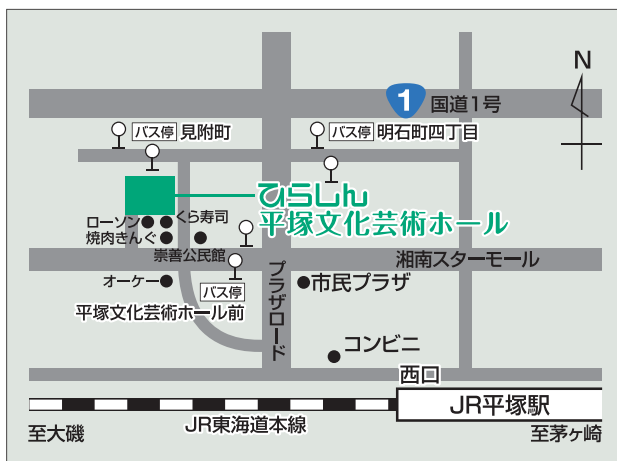 N
1
国道1号
バス停 見附町
バス停 明石町四丁目
ひらしん
平塚文化芸術ホール
ローソン
くら寿司
焼肉きんぐ
崇善公民館
湘南スターモール
オーケー
バス停
平塚文化芸術ホール前
プラザロード
市民プラザ
コンビニ
西口
JR平塚駅
JR東海道本線
至大磯
至茅ヶ崎